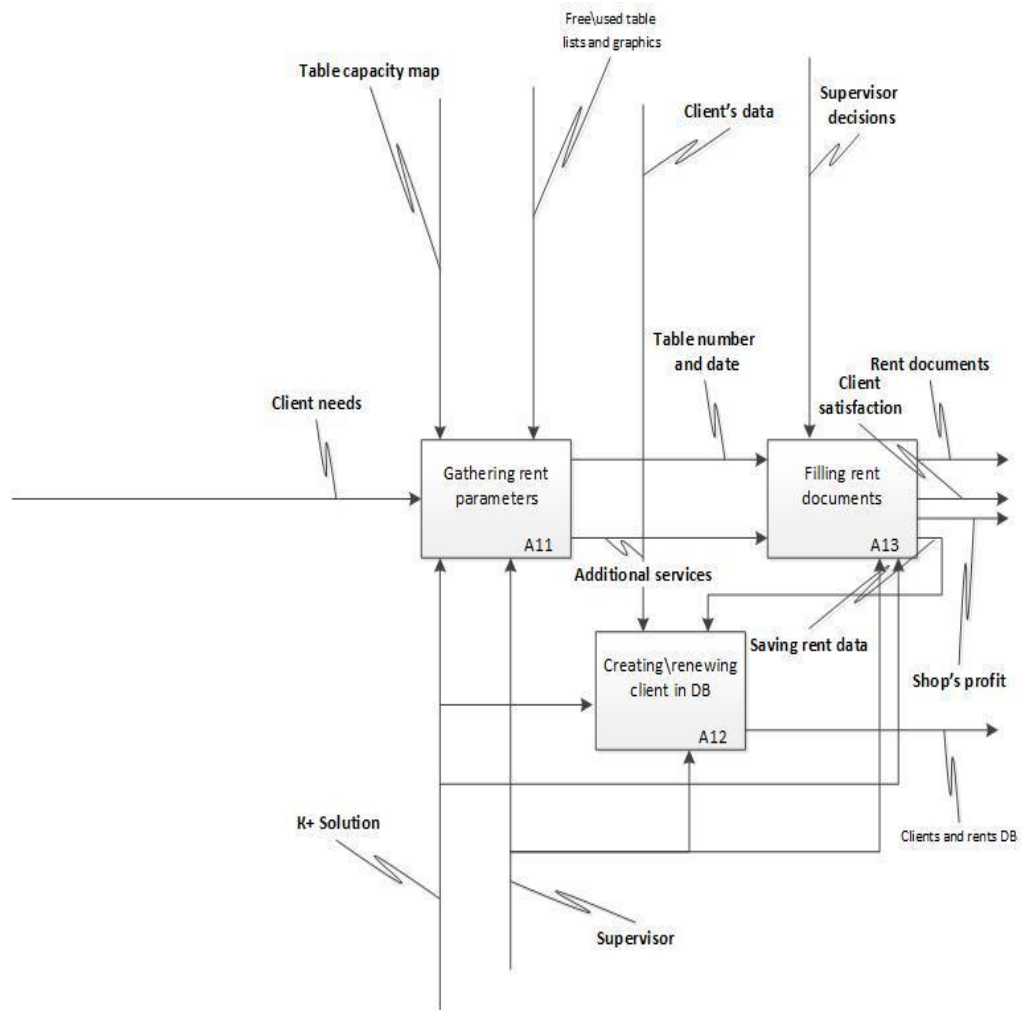 Free\used table
lists and graphics
Table capacity map
Client's data
Supervisor
decisions
Table number
and date
Rent documents
Client
satisfaction
Client needs
Gathering rent
parameters
A11
Filling rent
documents
A13
Additional services
Saving rent data
Creating\renewing
client in DB
A12
Shop's profit
K+ Solution
Clients and rents DB
Supervisor